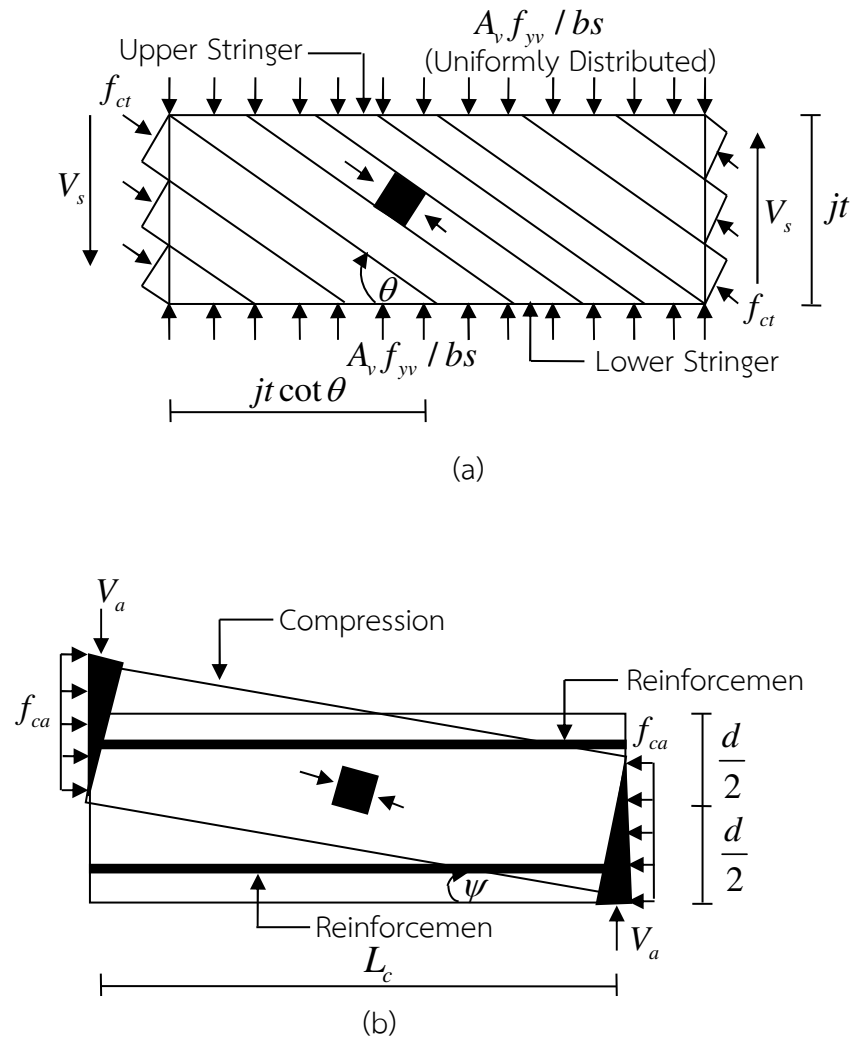 A_v f_yv / bs
Upper Stringer
(Uniformly Distributed)
f_ct
V_s
V_s
jt
θ
f_ct
A_v f_yv / bs
Lower Stringer
jt cot θ
(a)
V_a
Compression
Reinforcemen
f_ca
f_ca
d/2
d/2
ψ
Reinforcemen
V_a
L_c
(b)